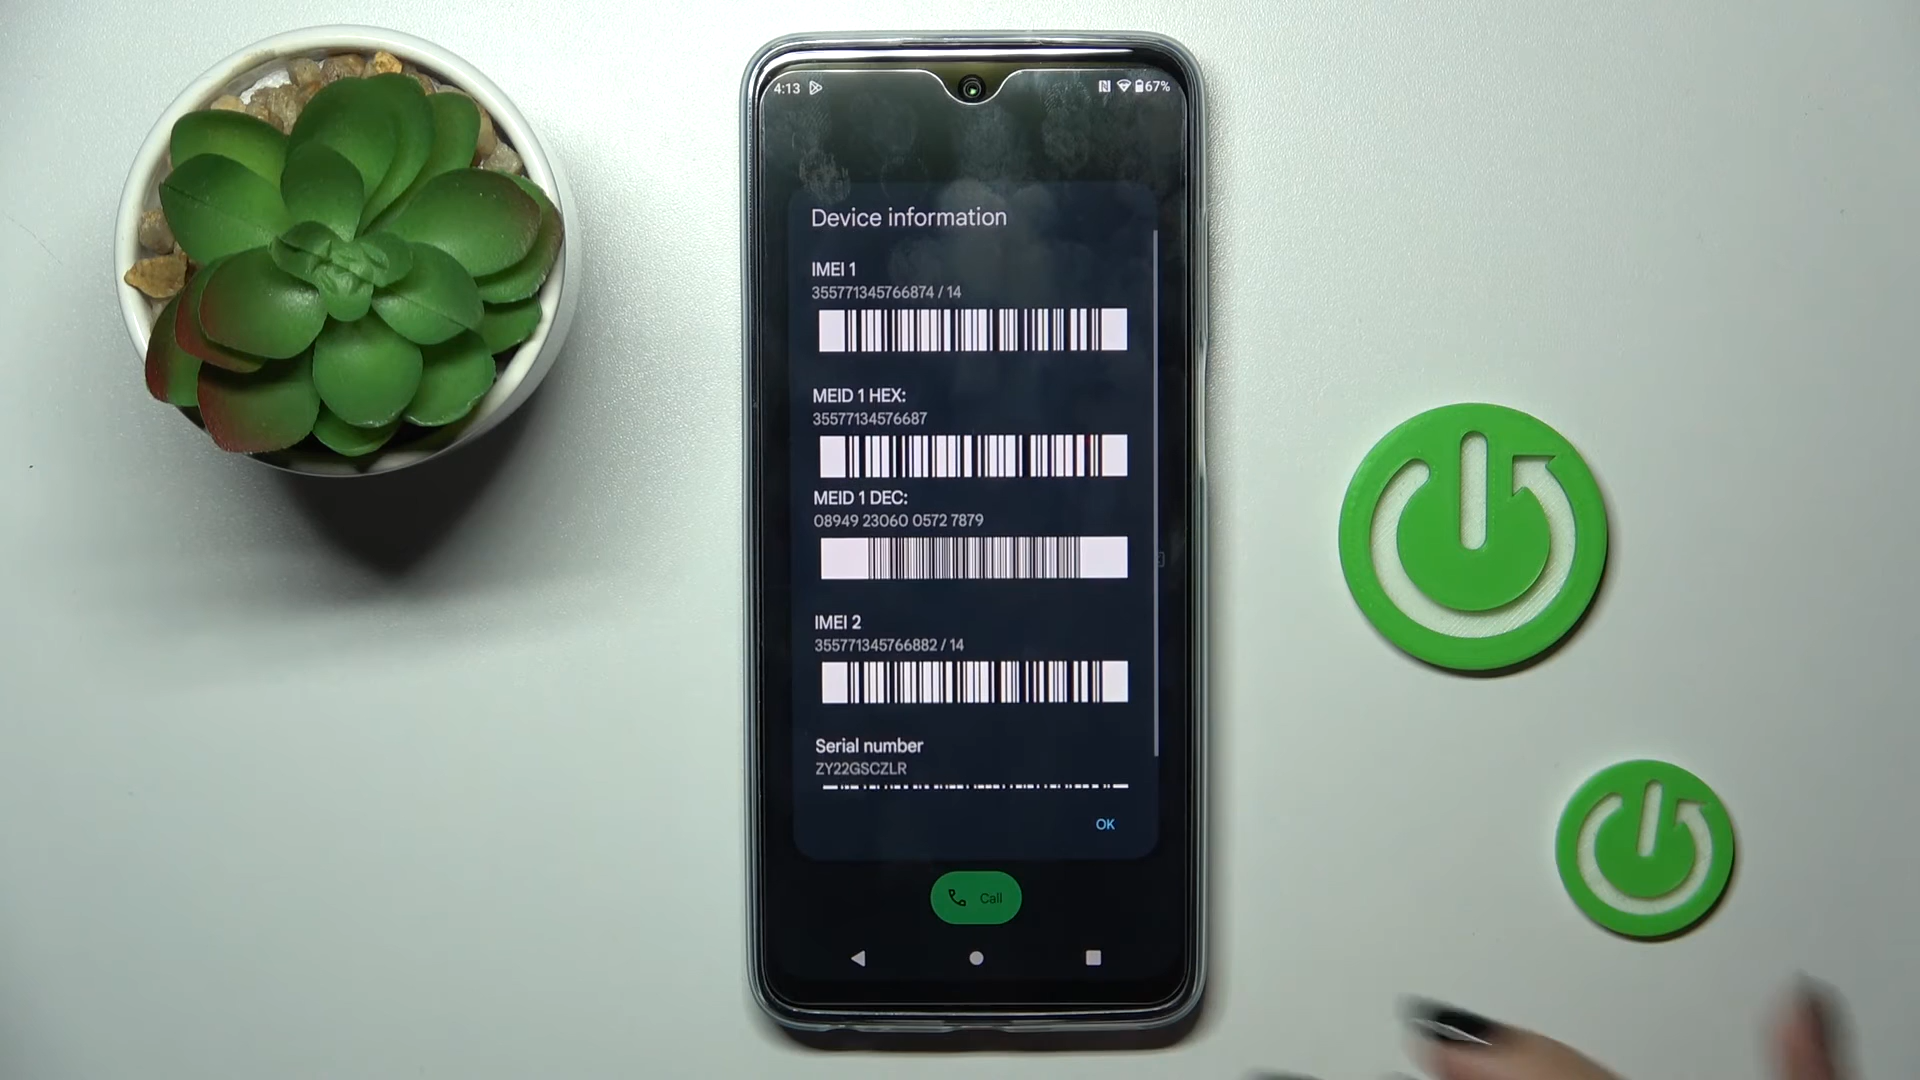 4:13 67%
Device information
IMEI 1
355771345766874 / 14
MEID 1 HEX:
35577134576687
MEID 1 DEC:
08949 23060 0572 7879
IMEI 2
355771345766882 / 14
Serial number
ZY22GSCZLR
OK
Call